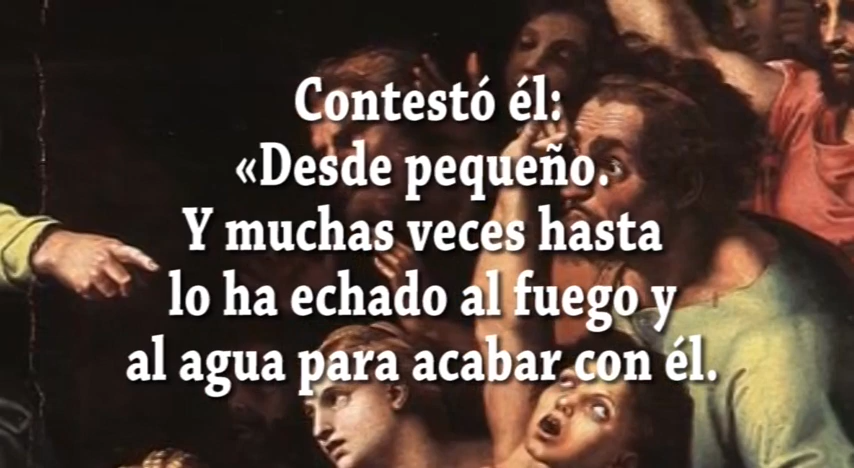 Contestó él:
«Desde pequeño.
Y muchas veces hasta
lo ha echado al fuego y
al agua para acabar con él.